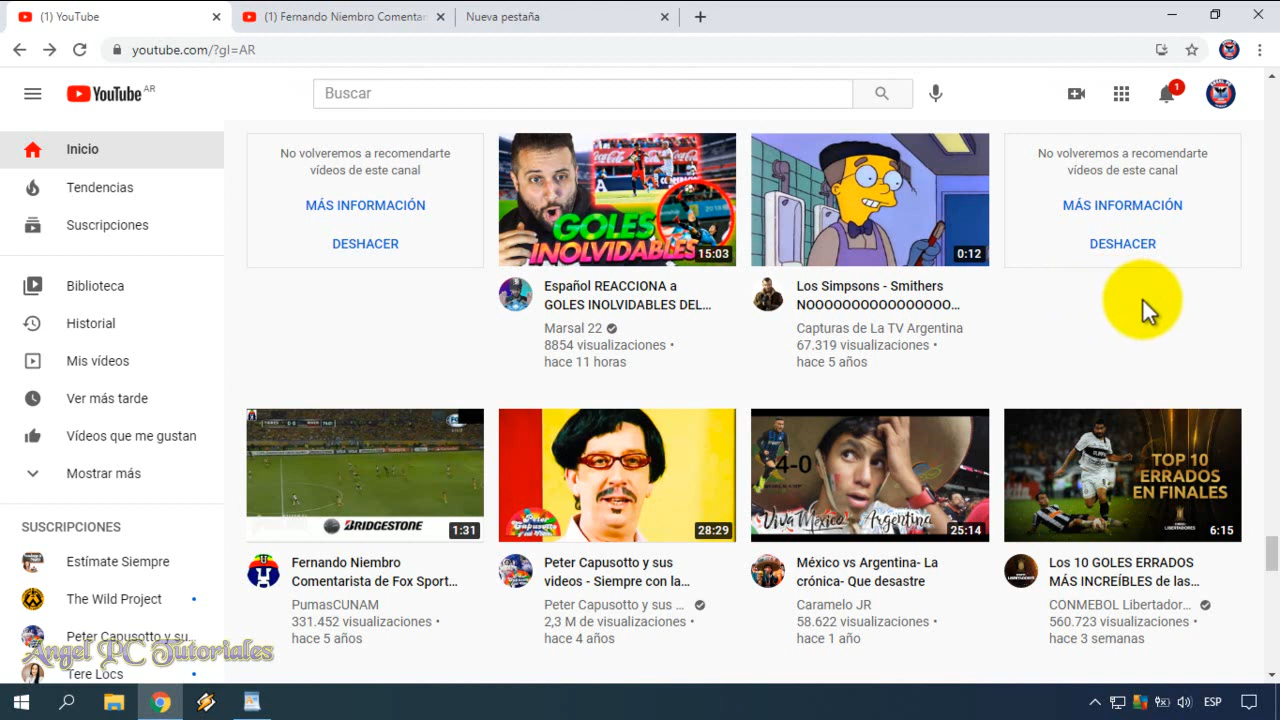 (1) YouTube
(1) Fernando Niembro Comentar
Nueva pestaña
youtube.com/?gl=AR
YouTube AR
Buscar
1
Inicio
Tendencias
Suscripciones
Biblioteca
Historial
Mis vídeos
Ver más tarde
Vídeos que me gustan
Mostrar más
SUSCRIPCIONES
Estímate Siempre
The Wild Project
Peter Capusotto y su
Tere Locs
Angel PC Tutoriales
No volveremos a recomendarte
vídeos de este canal
MÁS INFORMACIÓN
DESHACER
GOLES
INOLVIDABLES
15:03
Español REACCIONA a
GOLES INOLVIDABLES DEL...
Marsal 22
8854 visualizaciones •
hace 11 horas
0:12
Los Simpsons - Smithers
NOOOOOOOOOOOOOOOO...
Capturas de La TV Argentina
67.319 visualizaciones •
hace 5 años
No volveremos a recomendarte
vídeos de este canal
MÁS INFORMACIÓN
DESHACER
BRIDGESTONE
1:31
Fernando Niembro
Comentarista de Fox Sport...
PumasCUNAM
331.452 visualizaciones •
hace 5 años
Peter
Capusotto
28:29
Peter Capusotto y sus
videos - Siempre con la...
Peter Capusotto y sus ...
2,3 M de visualizaciones •
hace 4 años
4-0
Viva México
Argentina
25:14
México vs Argentina- La
crónica- Que desastre
Caramelo JR
58.622 visualizaciones •
hace 1 año
TOP 10
ERRADOS
EN FINALES
6:15
Los 10 GOLES ERRADOS
MÁS INCREÍBLES de las...
CONMEBOL Libertador...
560.723 visualizaciones •
hace 3 semanas
ESP